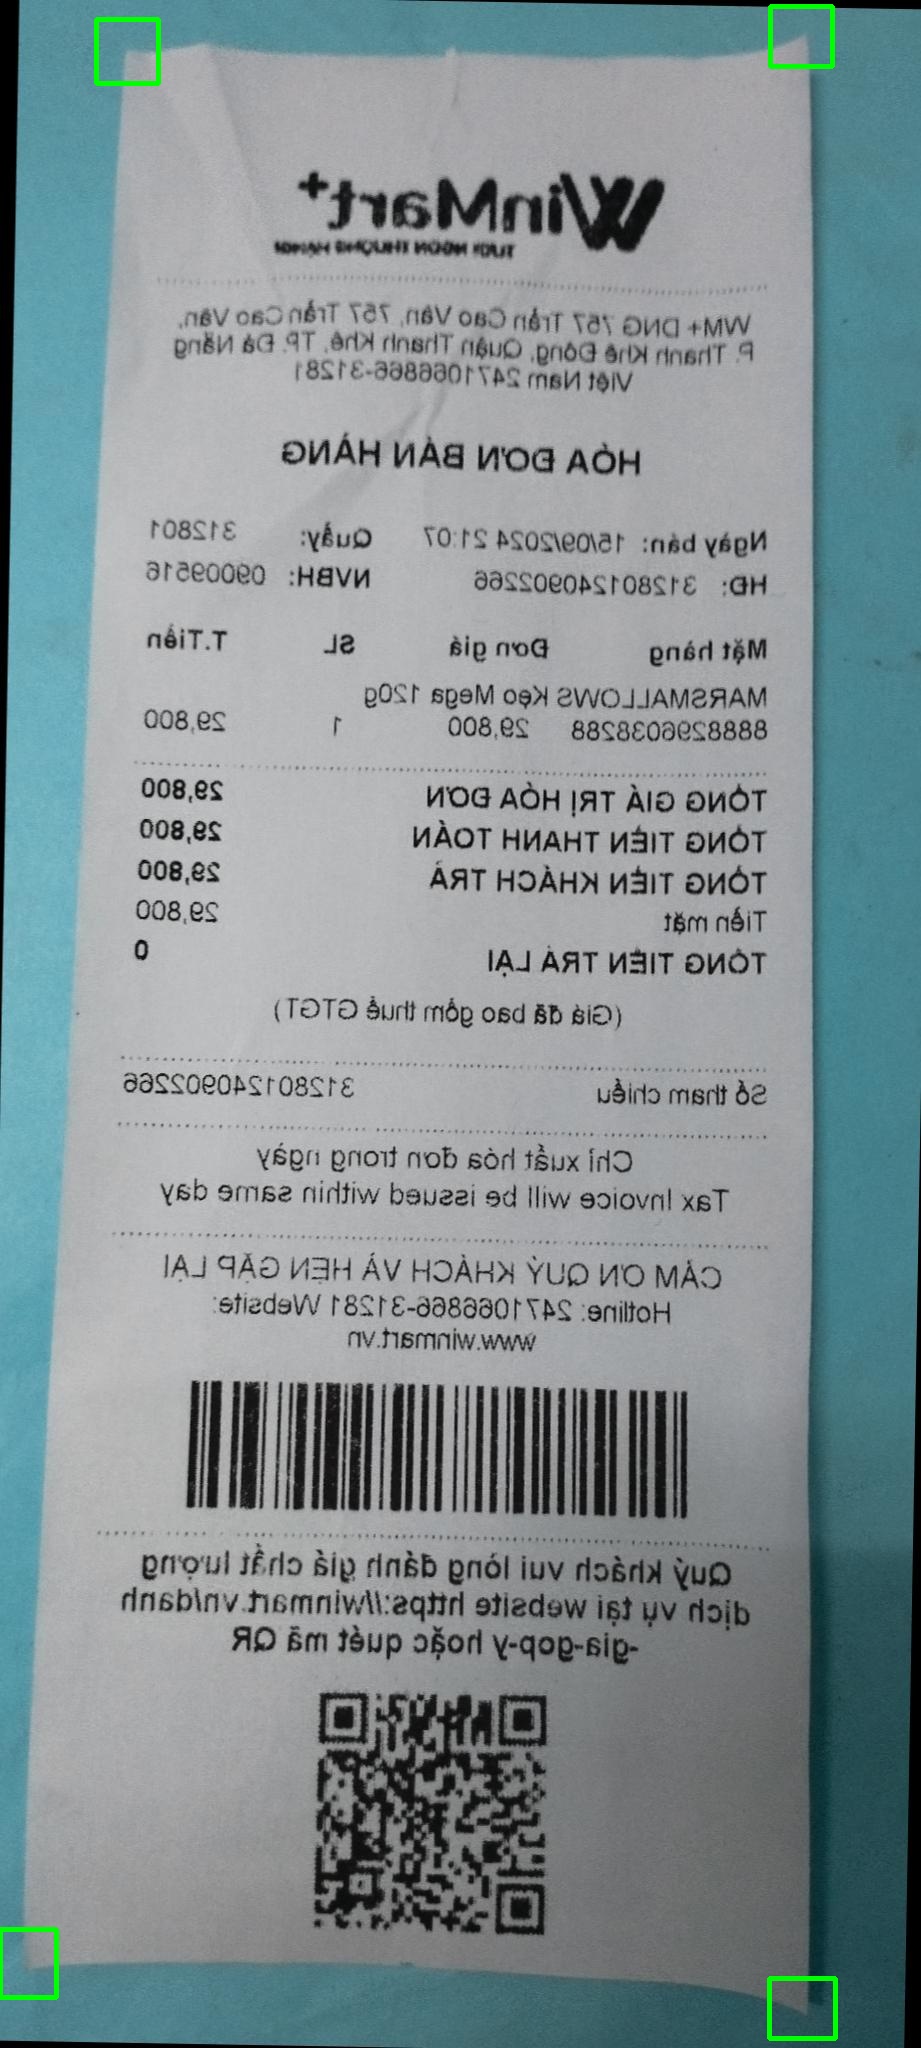 WinMart+
TƯƠI NGON THƯỢNG HẠNG!
WM+ DNG 757 Trần Cao Vân, 757 Trần Cao Vân,
P. Thanh Khê Đông, Quận Thanh Khê, TP. Đà Nẵng
Việt Nam 2471066866-31281
HÓA ĐƠN BÁN HÀNG
Ngày bán: 15/09/2024 21:07 Quầy: 312801
HĐ: 312801240902266 NVBH: 09009516
Mặt hàng Đơn giá SL T.Tiền
MARSMALLOWS Kẹo Mega 120g
8888296038288 29,800 1 29,800
TỔNG GIÁ TRỊ HÓA ĐƠN 29,800
TỔNG TIỀN THANH TOÁN 29,800
TỔNG TIỀN KHÁCH TRẢ 29,800
Tiền mặt 29,800
TỔNG TIỀN TRẢ LẠI 0
(Giá đã bao gồm thuế GTGT)
Số tham chiếu 312801240902266
Chỉ xuất hóa đơn trong ngày
Tax Invoice will be issued within same day
CẢM ƠN QUÝ KHÁCH VÀ HẸN GẶP LẠI
Hotline: 2471066866-31281 Website:
www.winmart.vn
Quý khách vui lòng đánh giá chất lượng
dịch vụ tại website https://winmart.vn/danh
-gia-gop-y hoặc quét mã QR